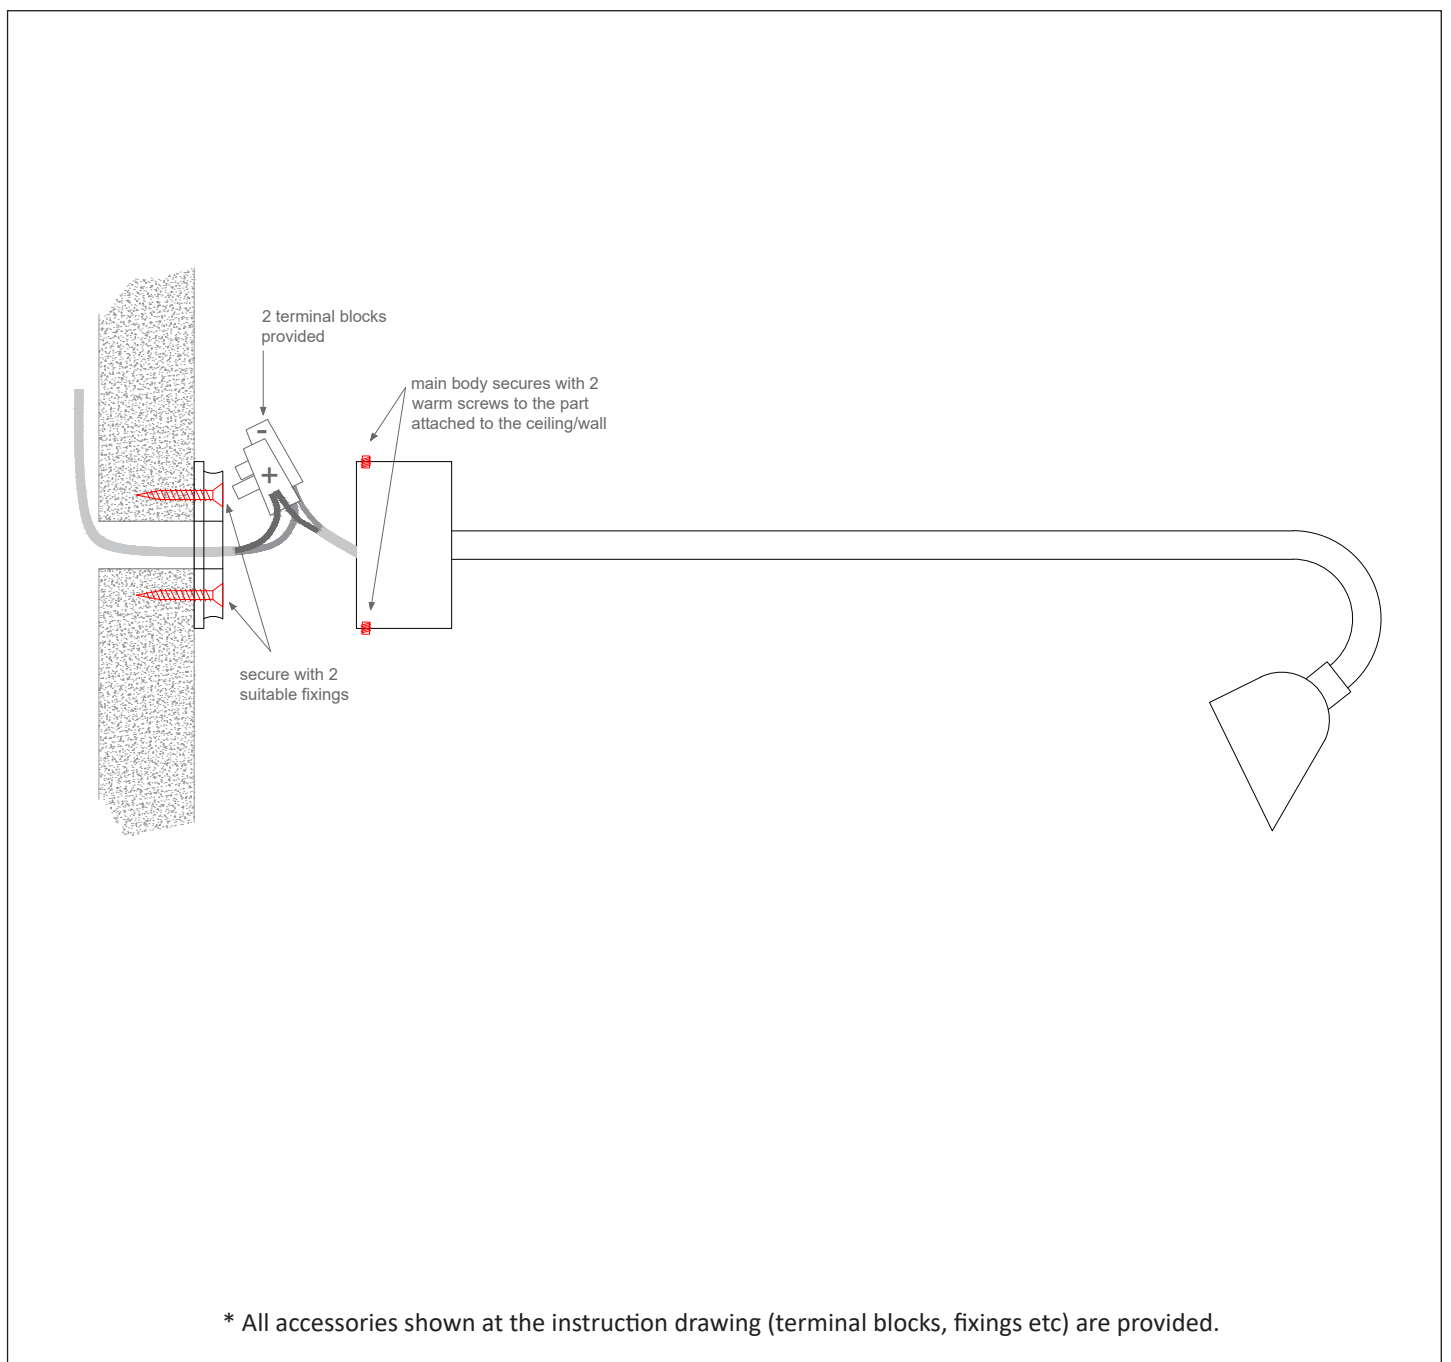 2 terminal blocks
provided
main body secures with 2
warm screws to the part
attached to the ceiling/wall
-
+
secure with 2
suitable fixings
* All accessories shown at the instruction drawing (terminal blocks, fixings etc) are provided.